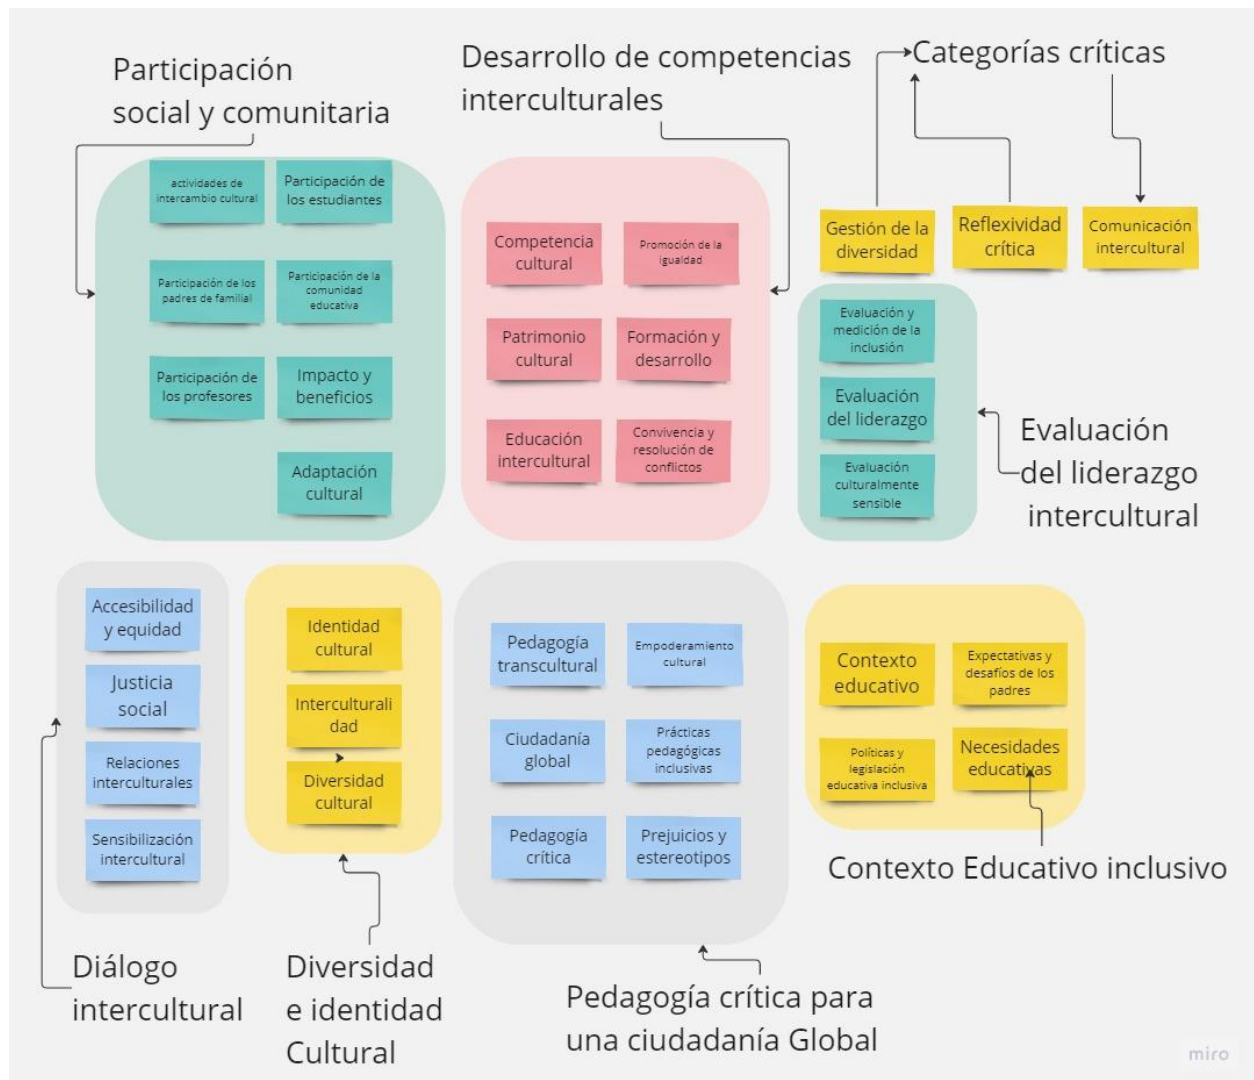 Participación
social y comunitaria
actividades de
intercambio cultural
Participación de
los estudiantes
Participación de los
padres de familial
Participación de la
comunidad
educativa
Participación de
los profesores
Impacto y
beneficios
Adaptación
cultural
Desarrollo de competencias
interculturales
Competencia
cultural
Promoción de la
igualdad
Patrimonio
cultural
Formación y
desarrollo
Educación
intercultural
Convivencia y
resolución de
conflictos
Categorías críticas
Gestión de la
diversidad
Reflexividad
crítica
Comunicación
intercultural
Evaluación y
medición de la
inclusión
Evaluación
del liderazgo
Evaluación
culturalmente
sensible
Evaluación
del liderazgo
intercultural
Accesibilidad
y equidad
Justicia
social
Relaciones
interculturales
Sensibilización
intercultural
Diálogo
intercultural
Identidad
cultural
Interculturali
dad
Diversidad
cultural
Diversidad
e identidad
Cultural
Pedagogía
transcultural
Empoderamiento
cultural
Ciudadanía
global
Prácticas
pedagógicas
inclusivas
Pedagogía
crítica
Prejuicios y
estereotipos
Pedagogía crítica para
una ciudadanía Global
Contexto
educativo
Expectativas y
desafíos de los
padres
Políticas y
legislación
educativa inclusiva
Necesidades
educativas
Contexto Educativo inclusivo
miro